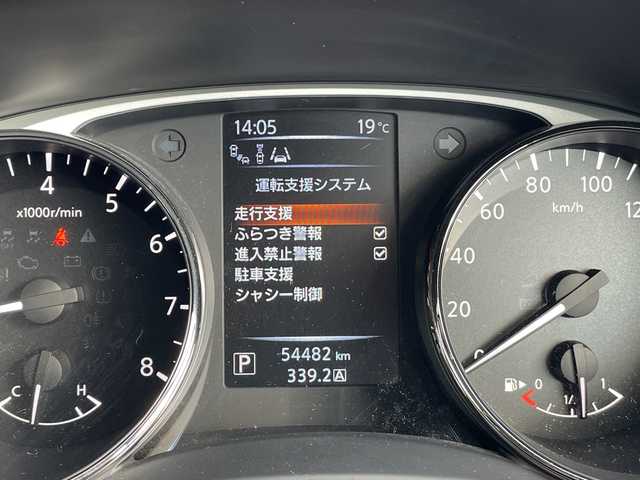 14:05 19℃
運転支援システム
走行支援
ふらつき警報
進入禁止警報
駐車支援
シャシー制御
P
54482 km
339.2 A
4
5
6
7
8
x1000r/min
C H
0
20
40
60
80
100
12
km/h
0 1/ 1